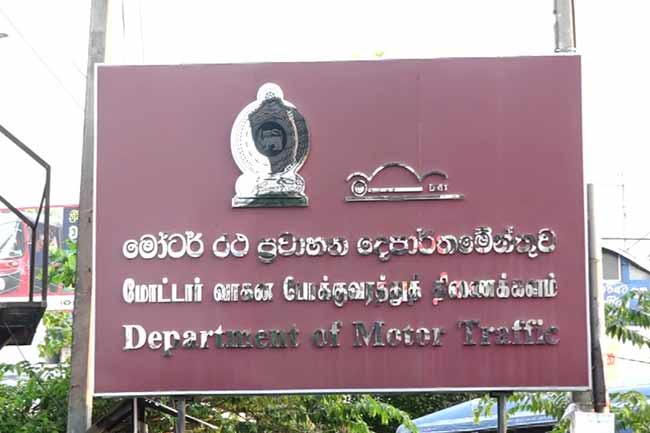 මෝටර් රථ ප්‍රවාහන දෙපාර්තමේන්තුව
மோட்டார் வாகன போக்குவரத்துத் திணைக்களம்
Department of Motor Traffic